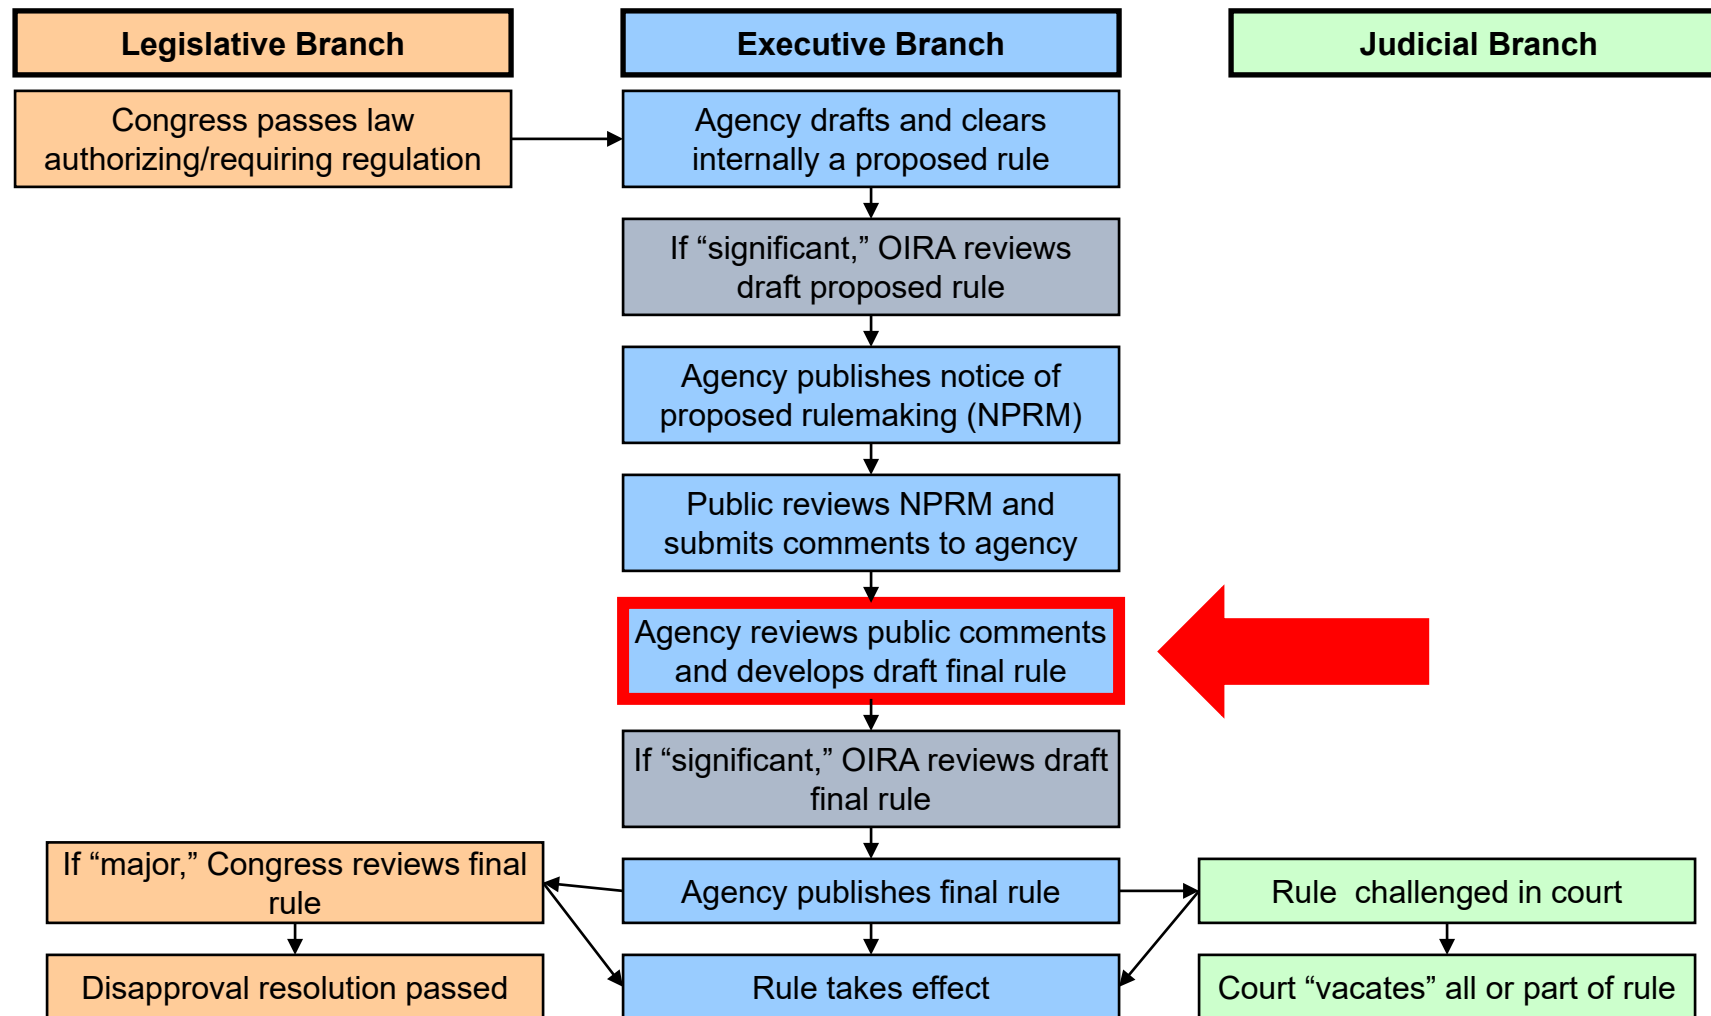 Legislative Branch
Executive Branch
Judicial Branch
Congress passes law
authorizing/requiring regulation
Agency drafts and clears
internally a proposed rule
If “significant,” OIRA reviews
draft proposed rule
Agency publishes notice of
proposed rulemaking (NPRM)
Public reviews NPRM and
submits comments to agency
Agency reviews public comments
and develops draft final rule
If “significant,” OIRA reviews draft
final rule
If “major,” Congress reviews final
rule
Agency publishes final rule
Rule  challenged in court
Disapproval resolution passed
Rule takes effect
Court “vacates” all or part of rule